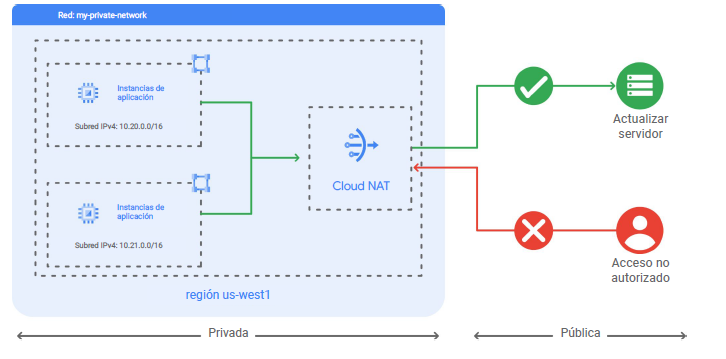 Red: my-private-network
Instancias de
aplicación
Subred IPv4: 10.20.0.0/16
Instancias de
aplicación
Subred IPv4: 10.21.0.0/16
Cloud NAT
región us-west1
Actualizar
servidor
Acceso no
autorizado
Privada
Pública